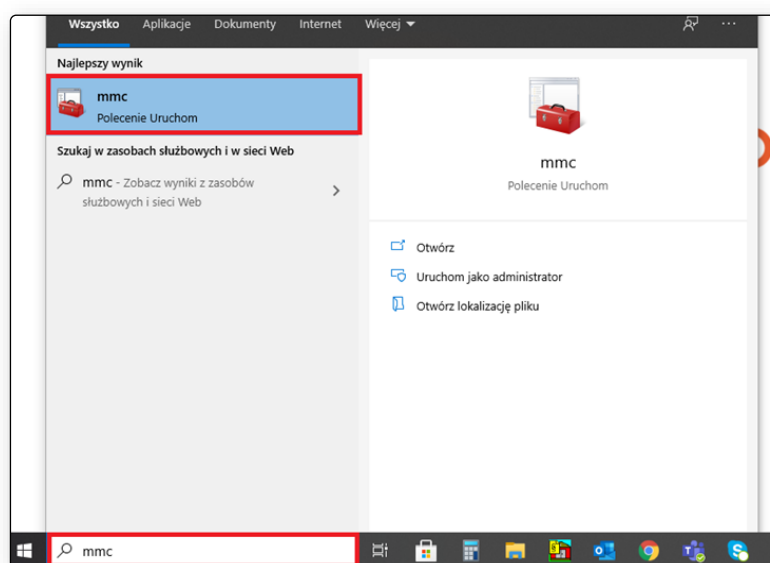 Wszystko Aplikacje Dokumenty Internet Więcej
Najlepszy wynik
mmc
Polecenie Uruchom
Szukaj w zasobach służbowych i w sieci Web
mmc - Zobacz wyniki z zasobów
służbowych i sieci Web
mmc
Polecenie Uruchom
Otwórz
Uruchom jako administrator
Otwórz lokalizację pliku
mmc